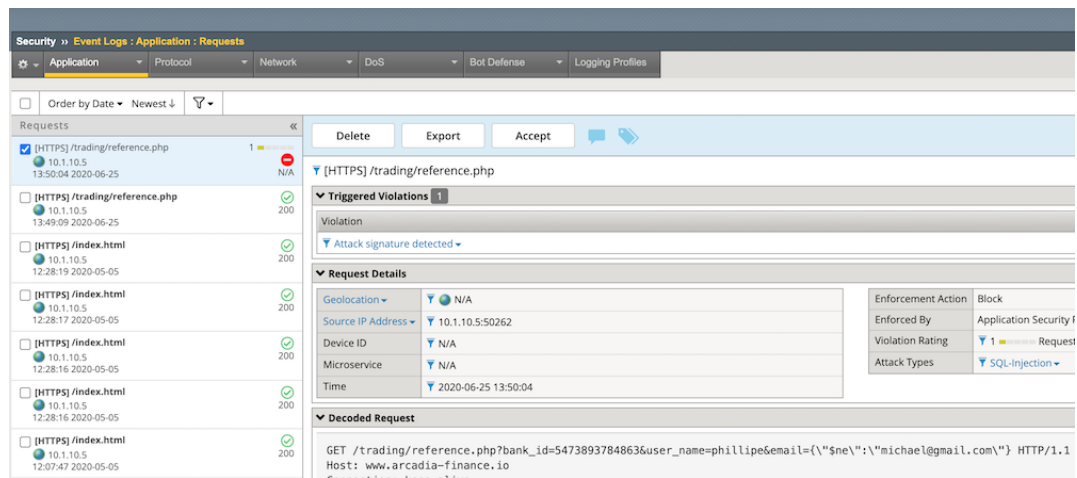 Security ›› Event Logs : Application : Requests
Application Protocol Network DoS Bot Defense Logging Profiles
Order by Date Newest ↓
Requests «
[HTTPS] /trading/reference.php 1
10.1.10.5
13:50:04 2020-06-25 N/A
[HTTPS] /trading/reference.php
10.1.10.5 200
13:49:09 2020-06-25
[HTTPS] /index.html
10.1.10.5 200
12:28:19 2020-05-05
[HTTPS] /index.html
10.1.10.5 200
12:28:17 2020-05-05
[HTTPS] /index.html
10.1.10.5 200
12:28:16 2020-05-05
[HTTPS] /index.html
10.1.10.5 200
12:28:16 2020-05-05
[HTTPS] /index.html
10.1.10.5 200
12:07:47 2020-05-05
Delete Export Accept
[HTTPS] /trading/reference.php
Triggered Violations 1
Violation
Attack signature detected
Request Details
Geolocation N/A
Source IP Address 10.1.10.5:50262
Device ID N/A
Microservice N/A
Time 2020-06-25 13:50:04
Enforcement Action Block
Enforced By Application Security
Violation Rating 1 Request
Attack Types SQL-Injection
Decoded Request
GET /trading/reference.php?bank_id=5473893784863&user_name=phillipe&email={\"$ne\":\"michael@gmail.com\"} HTTP/1.1
Host: www.arcadia-finance.io